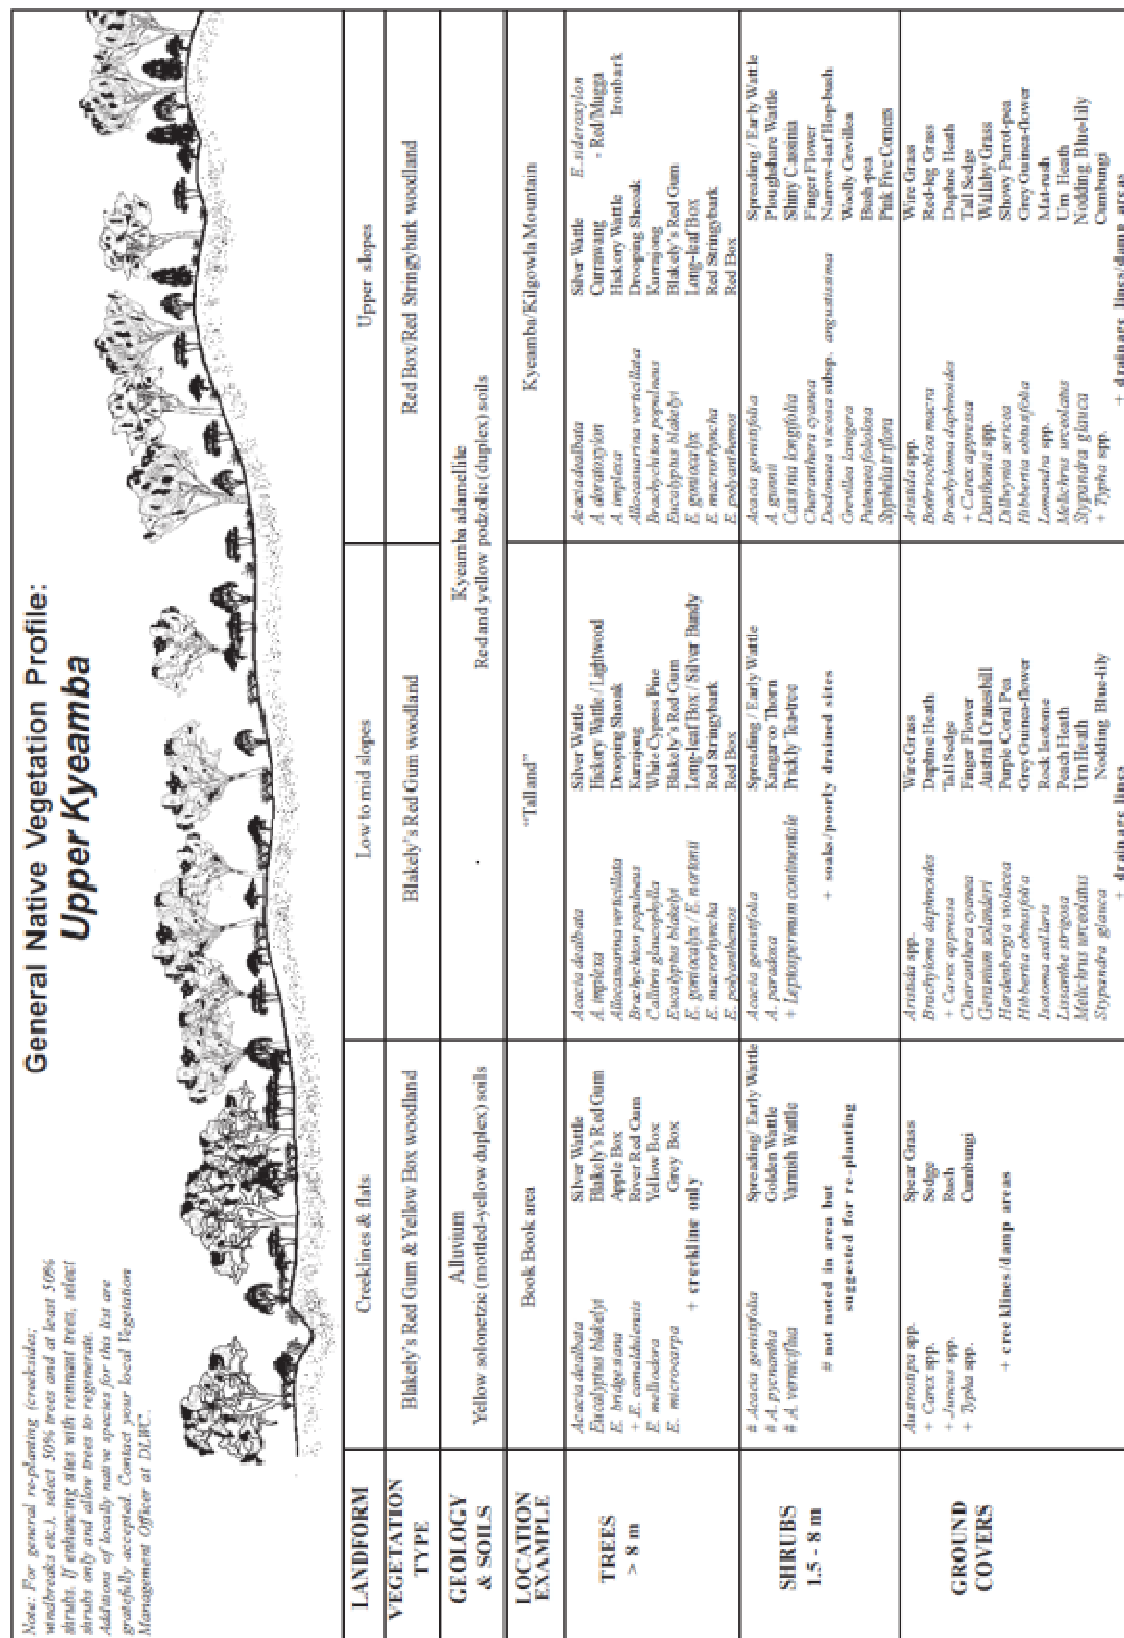 General Native Vegetation Profile:
Upper Kyeamba
Note: For general re-planting (creeksides;
windbreaks etc.), select 50% trees and at least 50%
shrubs. If enhancing sites with remnant trees, select
shrubs only and allow trees to regenerate.
Additions of locally native species for this list are
gratefully accepted. Contact your local Vegetation
Management Officer at DLWC.
LANDFORM
Creeklines & flats
Low to mid slopes
Upper slopes
VEGETATION
TYPE
Blakely's Red Gum & Yellow Box woodland
Blakely's Red Gum woodland
Red Box/Red Stringybark woodland
GEOLOGY
& SOILS
Alluvium
Yellow solonetzic (mottled-yellow duplex) soils
Kyeamba adamellite
Red and yellow podzolic (duplex) soils
LOCATION
EXAMPLE
Book Book area
"Talland"
Kyeamba/Kilgowla Mountain
TREES
> 8 m
Acacia dealbata Silver Wattle
Eucalyptus blakelyi Blakely's Red Gum
E. bridgesiana Apple Box
+ E. camaldulensis River Red Gum
E. melliodora Yellow Box
E. microcarpa Grey Box
+ creekline only
Acacia dealbata Silver Wattle
A. implexa Hickory Wattle / Lightwood
Allocasuarina verticillata Drooping Sheoak
Brachychiton populneus Kurrajong
Callitris glaucophylla White Cypress Pine
Eucalyptus blakelyi Blakely's Red Gum
E. goniocalyx / E. nortonii Long-leaf Box / Silver Bundy
E. macrorhyncha Red Stringybark
E. polyanthemos Red Box
Acacia dealbata Silver Wattle E. sideroxylon
A. doratoxylon Currawang - Red/Mugga
A. implexa Hickory Wattle Ironbark
Allocasuarina verticillata Drooping Sheoak
Brachychiton populneus Kurrajong
Eucalyptus blakelyi Blakely's Red Gum
E. goniocalyx Long-leaf Box
E. macrorhyncha Red Stringybark
E. polyanthemos Red Box
SHRUBS
1.5 - 8 m
# Acacia genistifolia Spreading/ Early Wattle
# A. pycnantha Golden Wattle
# A. verniciflua Varnish Wattle
# not noted in area but
suggested for re-planting
Acacia genistifolia Spreading / Early Wattle
A. paradoxa Kangaroo Thorn
+ Leptospermum continentale Prickly Tea-tree
+ soaks/poorly drained sites
Acacia genistifolia Spreading / Early Wattle
A. gunnii Ploughshare Wattle
Cassinia longifolia Shiny Cassinia
Cheiranthera cyanea Finger Flower
Dodonaea viscosa subsp. angustissima Narrow-leaf Hop-bush
Grevillea lanigera Woolly Grevillea
Pultenaea foliolosa Bush-pea
Styphelia triflora Pink Five Corners
GROUND
COVERS
Austrostipa spp. Spear Grass
+ Carex spp. Sedge
+ Juncus spp. Rush
+ Typha spp. Cumbungi
+ creeklines/damp areas
Aristida spp. Wire Grass
Brachyloma daphnoides Daphne Heath
+ Carex appressa Tall Sedge
Cheiranthera cyanea Finger Flower
Geranium solanderi Austral Cranesbill
Hardenbergia violacea Purple Coral Pea
Hibbertia obtusifolia Grey Guinea-flower
Isotoma axillaris Rock Isotome
Lissanthe strigosa Peach Heath
Melichrus urceolatus Urn Heath
Stypandra glauca Nodding Blue-lily
+ drainage lines
Aristida spp. Wire Grass
Bothriochloa macra Red-leg Grass
Brachyloma daphnoides Daphne Heath
+ Carex appressa Tall Sedge
Danthonia spp. Wallaby Grass
Dillwynia sericea Showy Parrot-pea
Hibbertia obtusifolia Grey Guinea-flower
Lomandra spp. Mat-rush
Melichrus urceolatus Urn Heath
Stypandra glauca Nodding Blue-lily
+ Typha spp. Cumbungi
+ drainage lines/damp areas